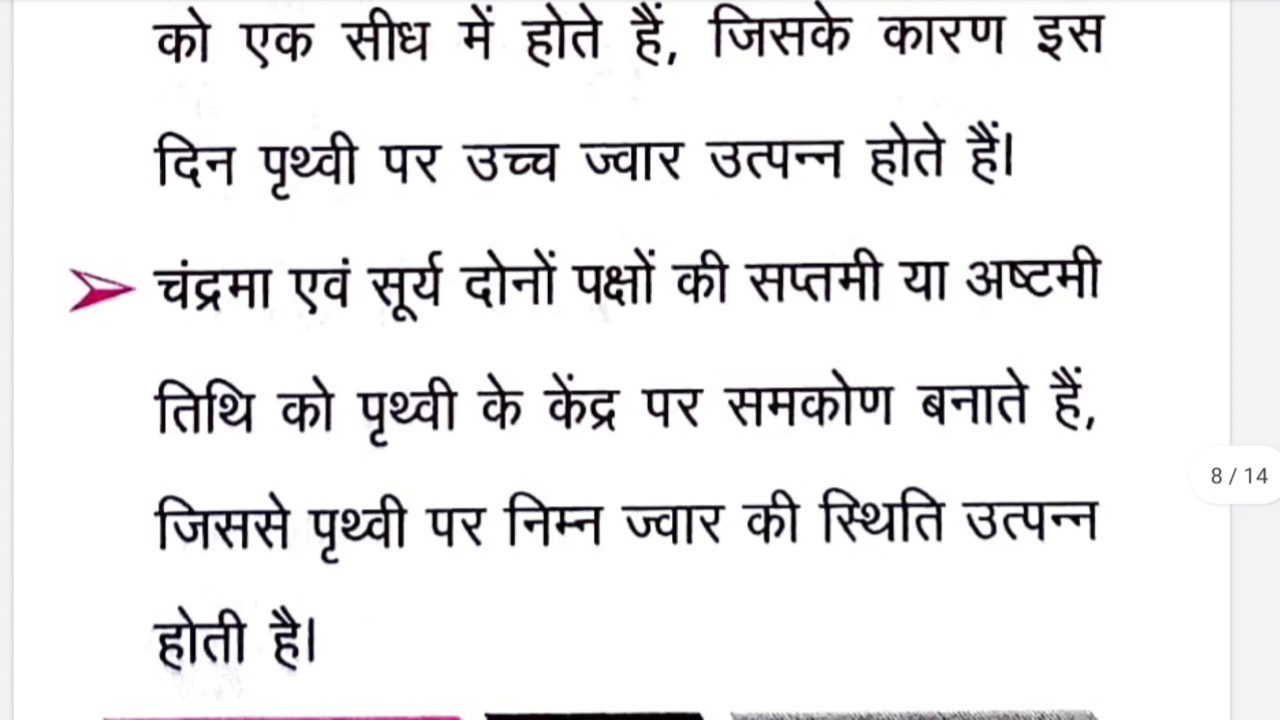 को एक सीध में होते हैं, जिसके कारण इस
दिन पृथ्वी पर उच्च ज्वार उत्पन्न होते हैं।
चंद्रमा एवं सूर्य दोनों पक्षों की सप्तमी या अष्टमी
तिथि को पृथ्वी के केंद्र पर समकोण बनाते हैं,
8 / 14
जिससे पृथ्वी पर निम्न ज्वार की स्थिति उत्पन्न
होती है।